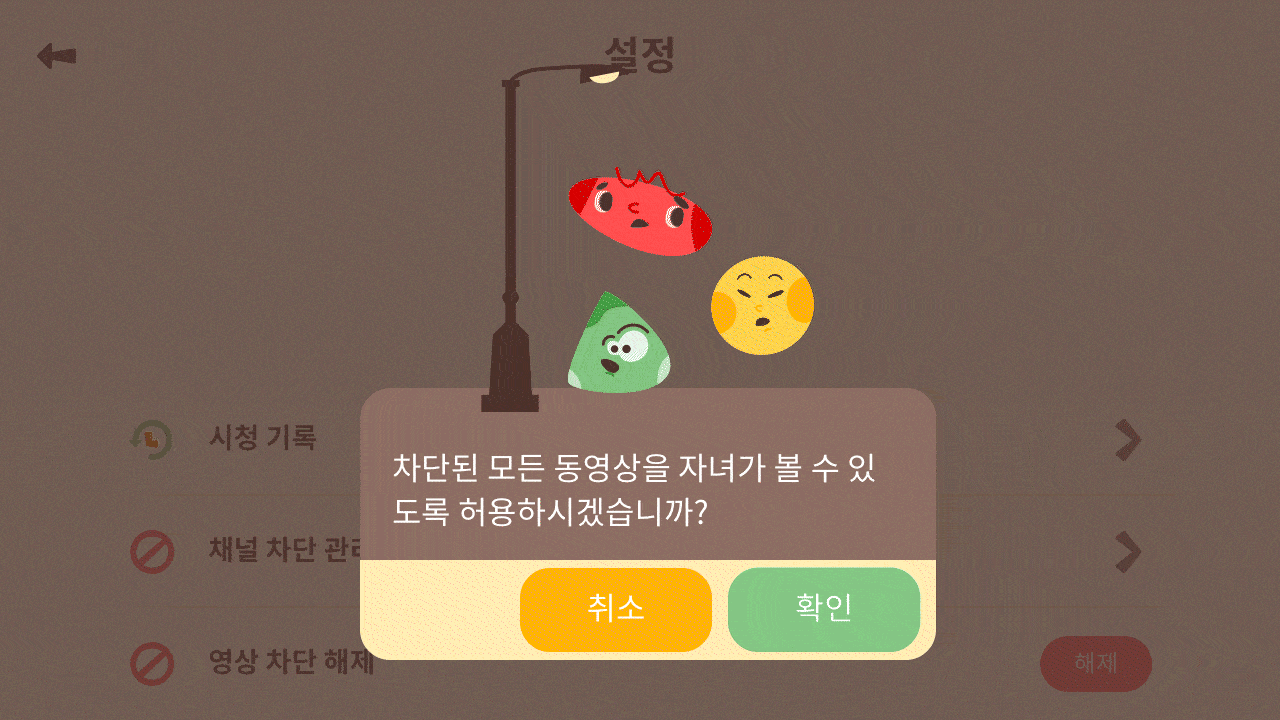 설정
시청 기록
차단된 모든 동영상을 자녀가 볼 수 있
도록 허용하시겠습니까?
채널 차단
취소
확인
영상 차단 해제
해제